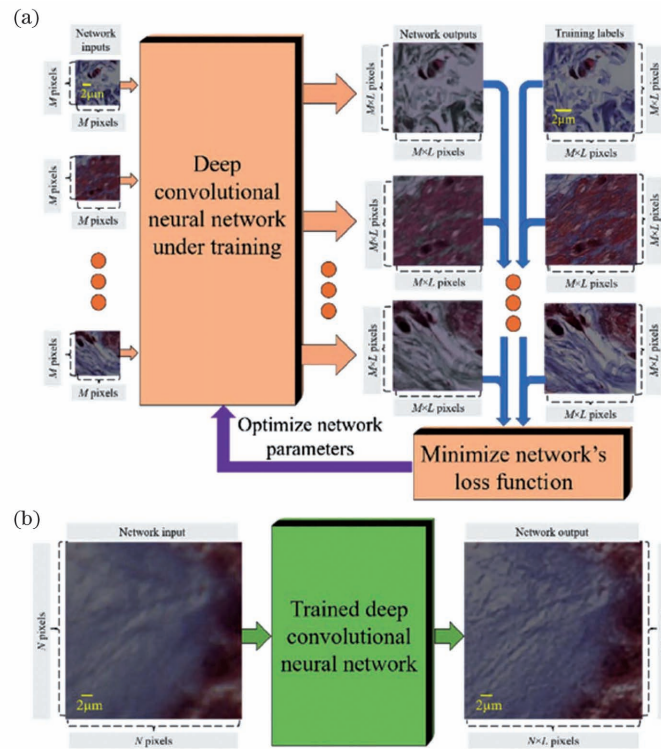 (a)
Network
inputs
Network outputs
Training labels
M pixels
2μm
M pixels
M×L pixels
M×L pixels
2μm
M×L pixels
M×L pixels
Deep
convolutional
neural network
under training
M pixels
M pixels
M×L pixels
M×L pixels
M×L pixels
M×L pixels
M pixels
M pixels
M×L pixels
M×L pixels
M×L pixels
M×L pixels
Optimize network
parameters
Minimize network's
loss function
(b)
Network input
Network output
N pixels
2μm
N pixels
Trained deep
convolutional
neural network
2μm
N×L pixels